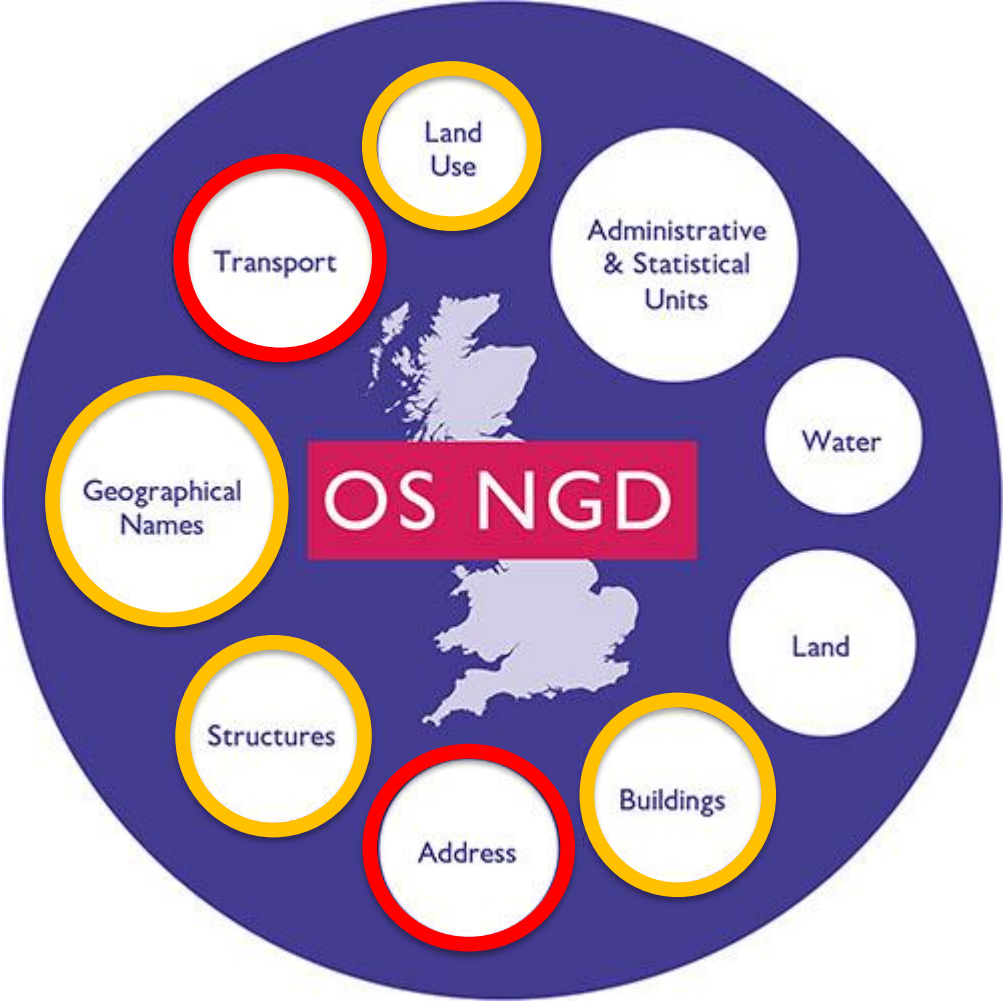 Land
Use
Administrative
& Statistical
Units
Transport
Water
Geographical
Names
OS NGD
Land
Structures
Buildings
Address